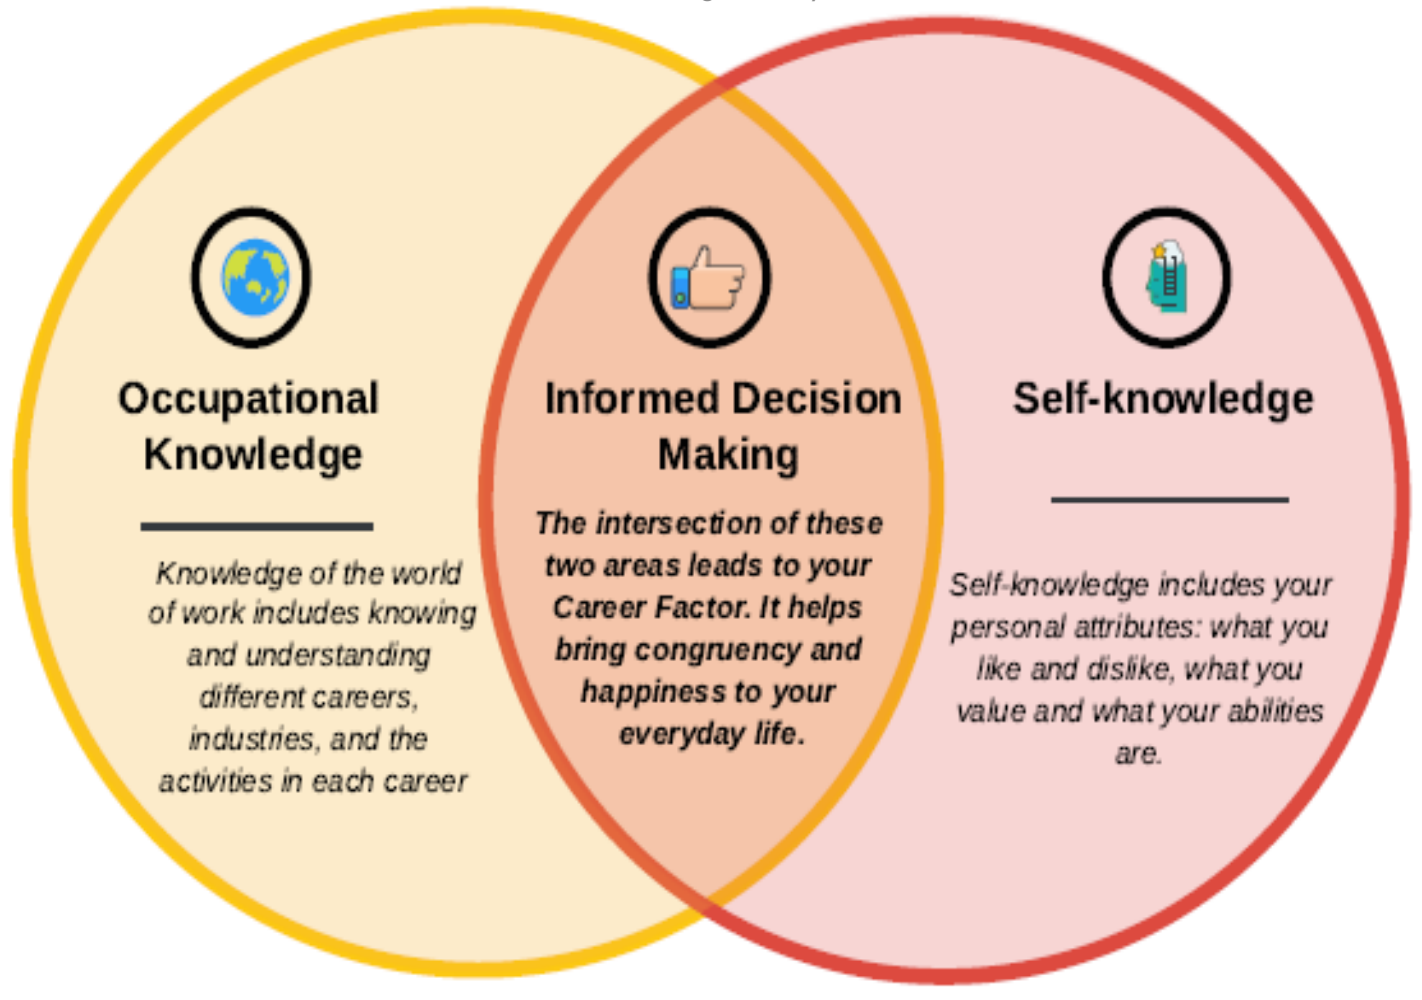 Occupational
Knowledge
Knowledge of the world
of work includes knowing
and understanding
different careers,
industries, and the
activities in each career
Informed Decision
Making
The intersection of these
two areas leads to your
Career Factor. It helps
bring congruency and
happiness to your
everyday life.
Self-knowledge
Self-knowledge includes your
personal attributes: what you
like and dislike, what you
value and what your abilities
are.